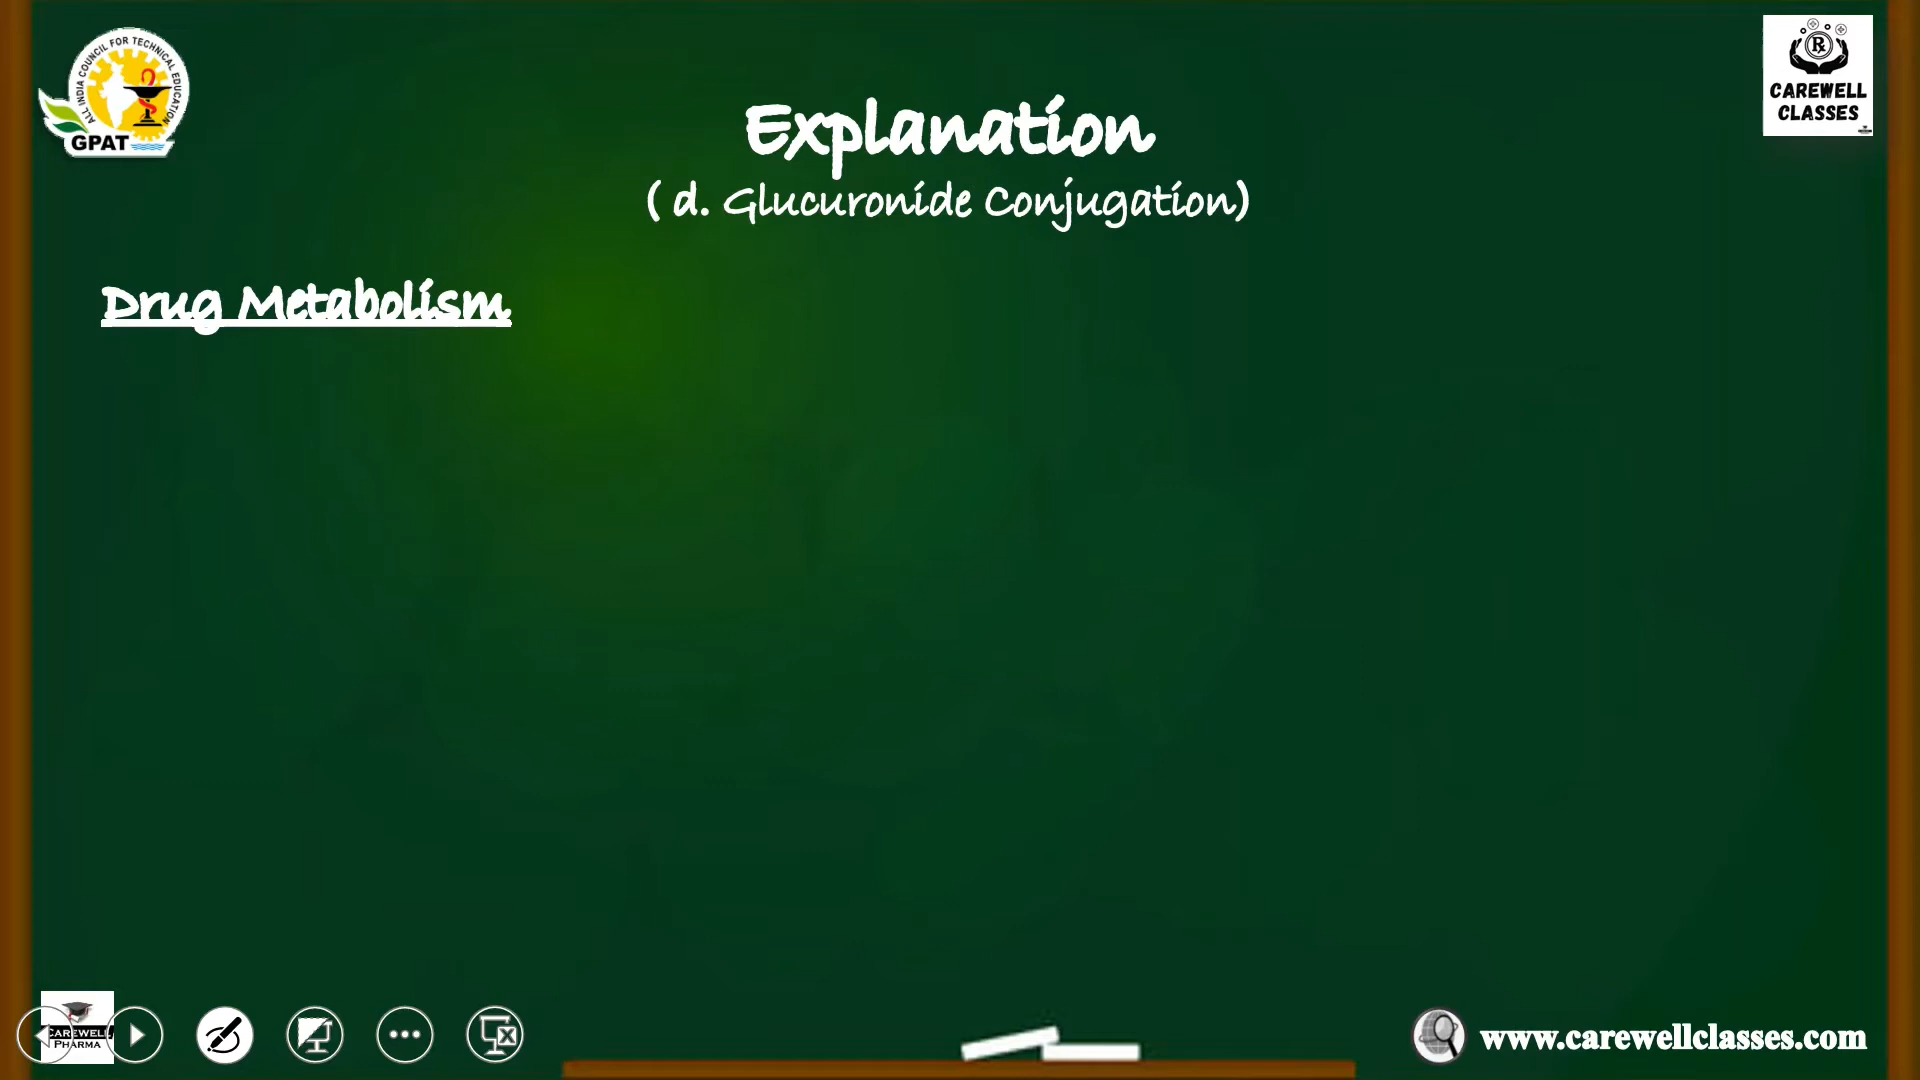 ALL INDIA COUNCIL FOR TECHNICAL EDUCATION
GPAT
CAREWELL
CLASSES
Explanation
( d. Glucuronide Conjugation)
Drug Metabolism
CAREWELL
PHARMA
www.carewellclasses.com